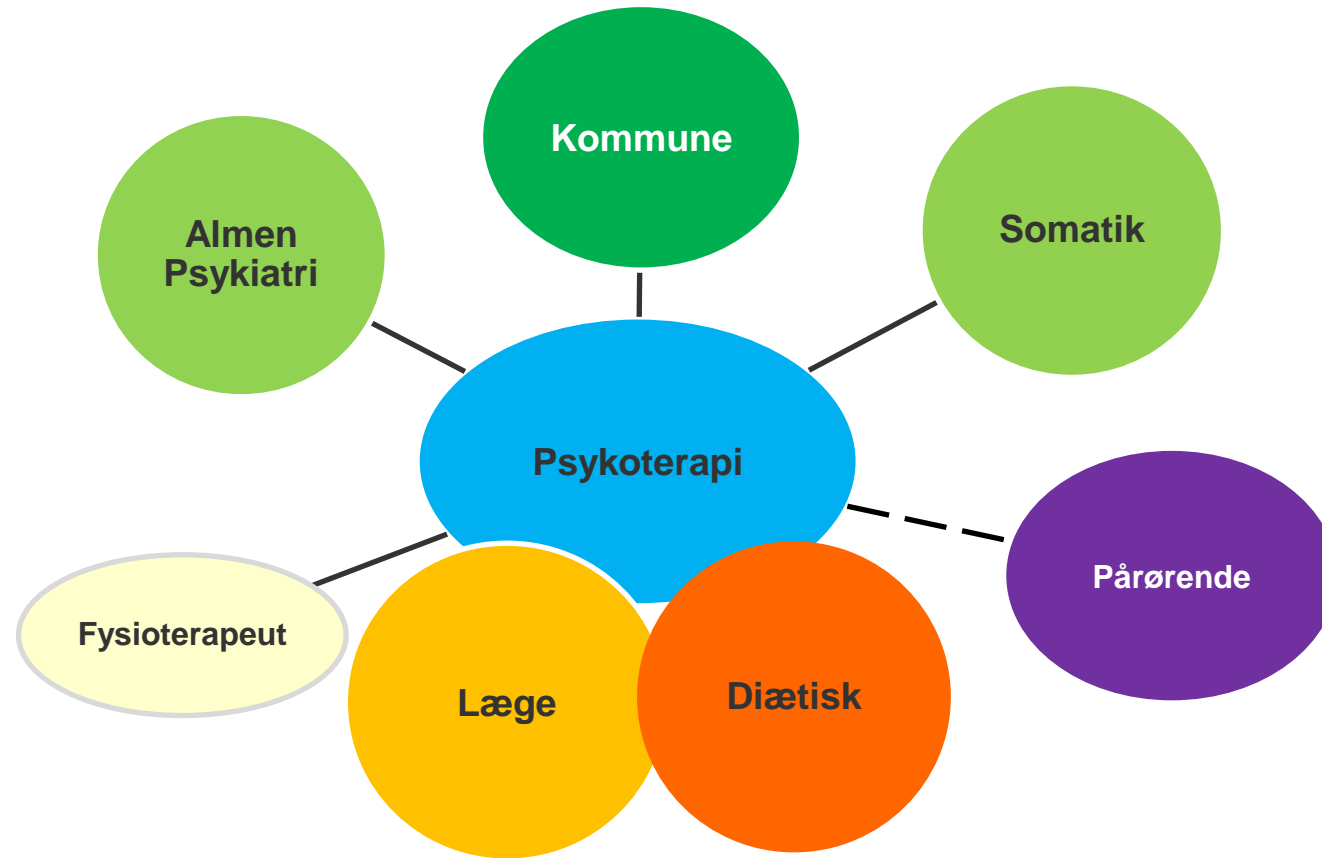 Kommune
Almen
Psykiatri
Somatik
Psykoterapi
Pårørende
Fysioterapeut
Læge
Diætisk